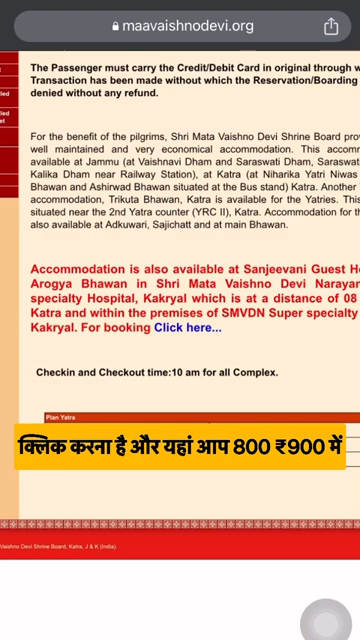 maavaishnodevi.org
The Passenger must carry the Credit/Debit Card in original through w
Transaction has been made without which the Reservation/Boarding
denied without any refund.
For the benefit of the pilgrims, Shri Mata Vaishno Devi Shrine Board pro
well maintained and very economical accommodation. This accomm
available at Jammu (at Vaishnavi Dham and Saraswati Dham, Saraswat
Kalika Dham near Railway Station), at Katra (at Niharika Yatri Niwas
Bhawan and Ashirwad Bhawan situated at the Bus stand) Katra. Another
accommodation, Trikuta Bhawan, Katra is available for the Yatries. This
situated near the 2nd Yatra counter (YRC II), Katra. Accommodation for th
also available at Adkuwari, Sajichatt and at main Bhawan.
Accommodation is also available at Sanjeevani Guest H
Arogya Bhawan in Shri Mata Vaishno Devi Narayan
specialty Hospital, Kakryal which is at a distance of 08
Katra and within the premises of SMVDN Super specialty
Kakryal. For booking Click here...
Checkin and Checkout time:10 am for all Complex.
Plan Yatra
क्लिक करना है और यहां आप 800 ₹900 में
Vaishno Devi Shrine Board, Katra, J & K (India).